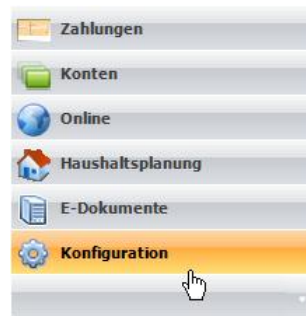 Zahlungen
Konten
Online
Haushaltsplanung
E-Dokumente
Konfiguration